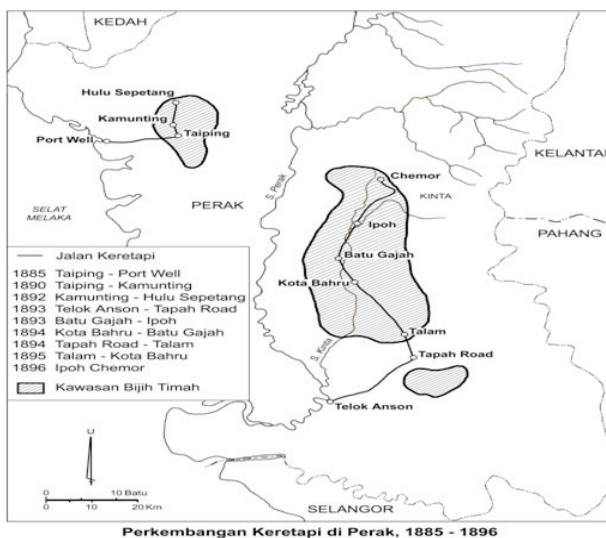 KEDAH
Hulu Sepetang
Kamunting
Taiping
Port Well
Chemor
KELANTAN
SELAT
MELAKA
PERAK
S. Perak
KINTA
Ipoh
PAHANG
Batu Gajah
Kota Bahru
Jalan Keretapi
1885 Taiping - Port Well
1890 Taiping - Kamunting
1892 Kamunting - Hulu Sepetang
1893 Telok Anson - Tapah Road
1893 Batu Gajah - Ipoh
1894 Kota Bahru - Batu Gajah
1894 Tapah Road - Talam
1895 Talam - Kota Bahru
1896 Ipoh Chemor
Kawasan Bijih Timah
S. Kinta
Talam
Tapah Road
Telok Anson
U
0 10 Batu
0 10 20 Km
SELANGOR
Perkembangan Keretapi di Perak, 1885 - 1896